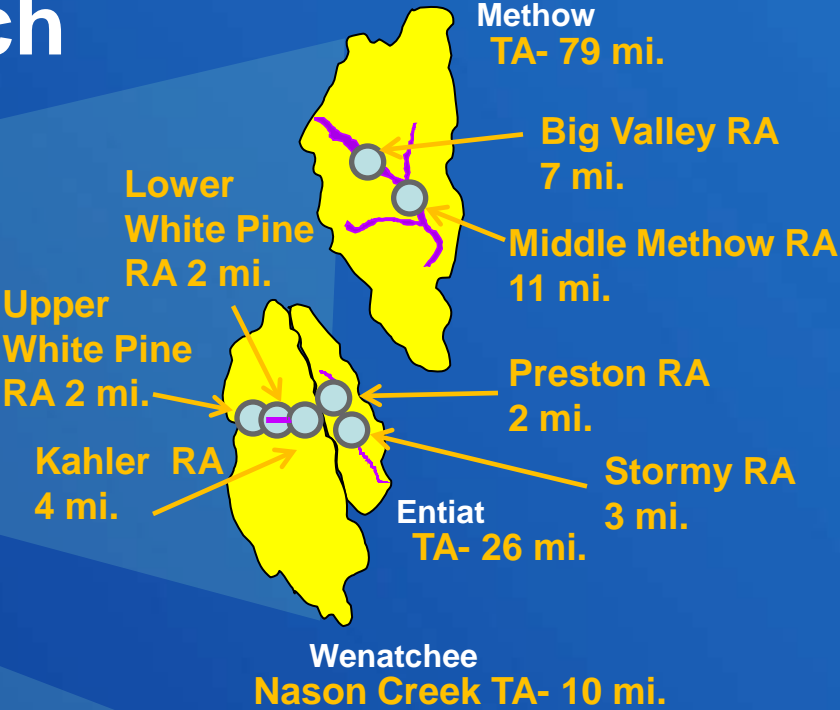 ch
Methow
TA- 79 mi.
Big Valley RA
7 mi.
Lower
White Pine
RA 2 mi.
Middle Methow RA
11 mi.
Upper
White Pine
RA 2 mi.
Preston RA
2 mi.
Kahler RA
4 mi.
Stormy RA
3 mi.
Entiat
TA- 26 mi.
Wenatchee
Nason Creek TA- 10 mi.